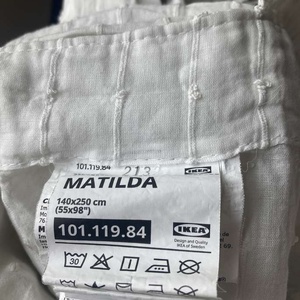 101.119.84
213
IKEA
MATILDA
140x250 cm
(55x98")
101.119.84
IKEA
Design and Quality
IKEA of Sweden
30